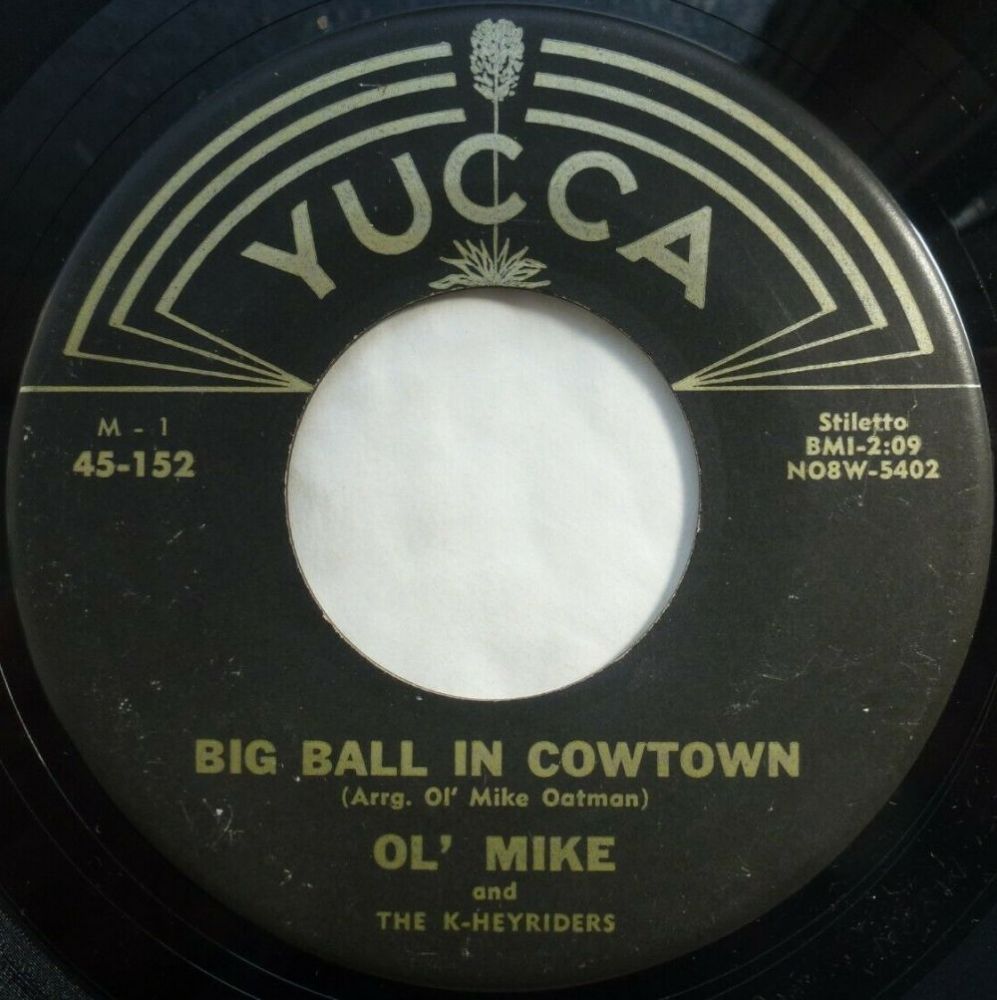 YUCCA
M - 1
45-152
Stiletto
BMI-2:09
NO8W-5402
BIG BALL IN COWTOWN
(Arrg. Ol' Mike Oatman)
OL' MIKE
and
THE K-HEYRIDERS